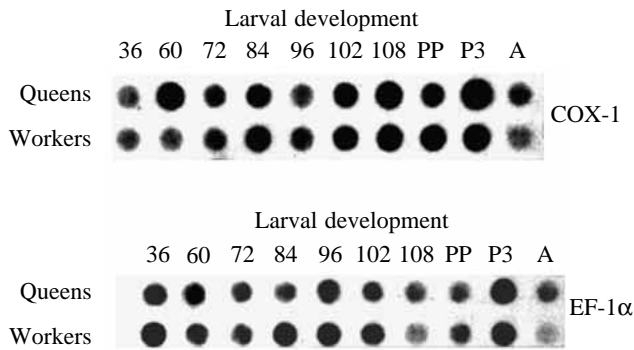 Larval development
36 60 72 84 96 102 108 PP P3 A
Queens
COX-1
Workers
Larval development
36 60 72 84 96 102 108 PP P3 A
Queens
EF-1α
Workers